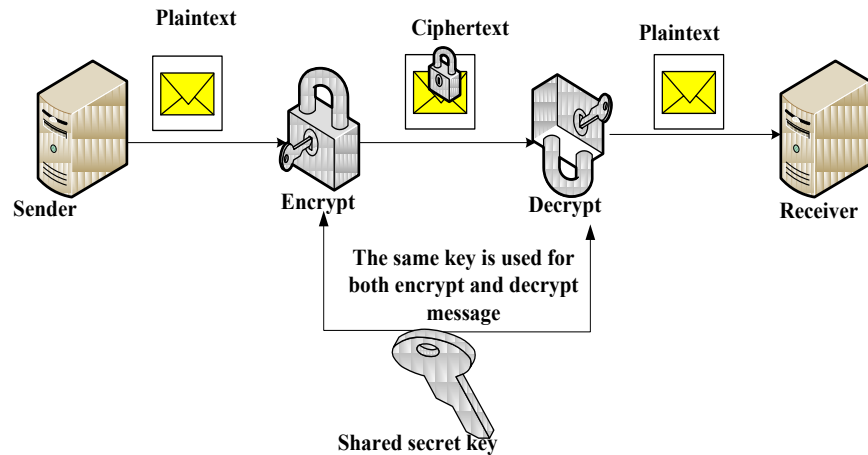 Plaintext
Ciphertext
Plaintext
Sender
Encrypt
Decrypt
Receiver
The same key is used for
both encrypt and decrypt
message
Shared secret key